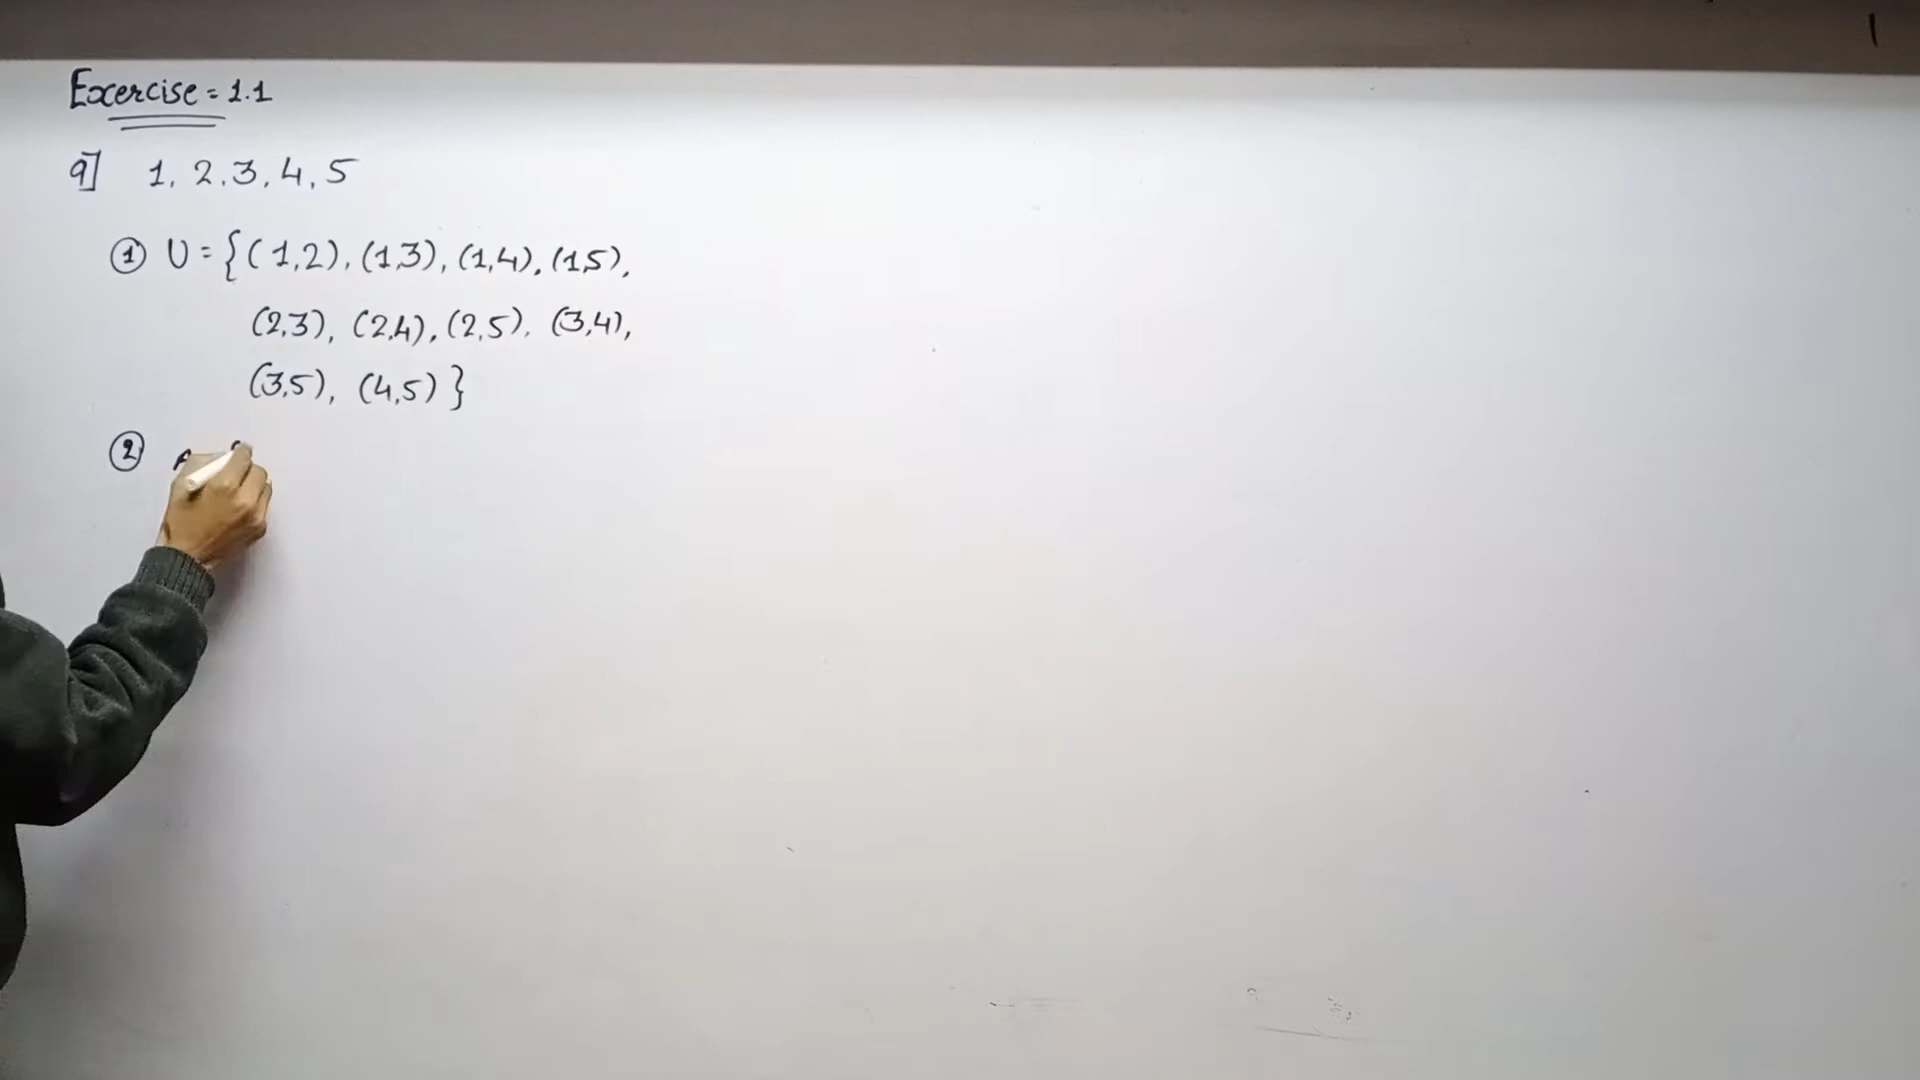 Excercise = 1.1
9] 1, 2, 3, 4, 5
① U = {(1,2), (1,3), (1,4), (1,5),
(2,3), (2,4), (2,5), (3,4),
(3,5), (4,5)}
②